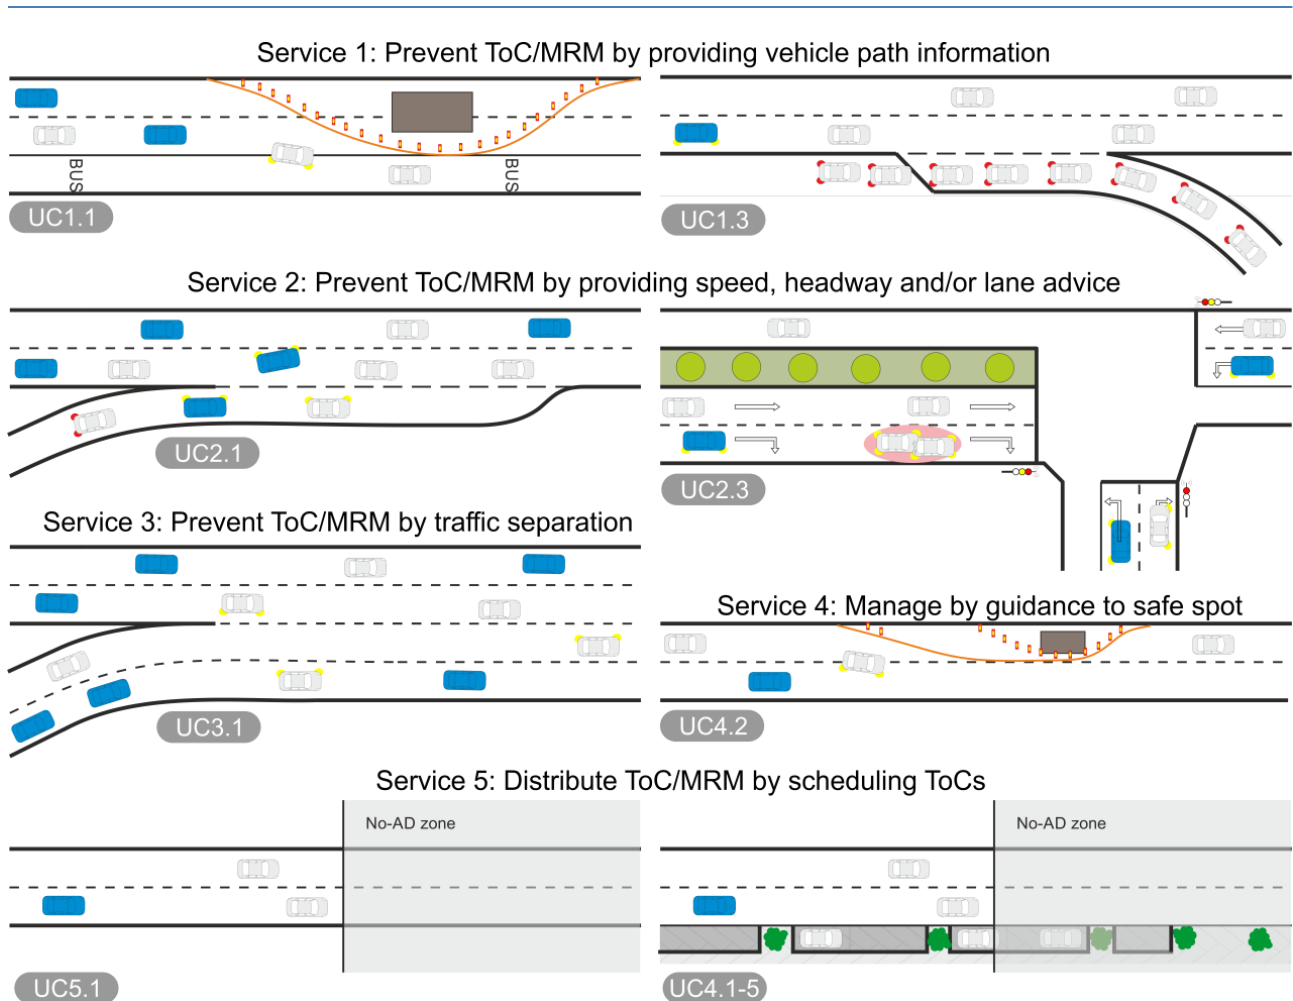 Service 1: Prevent ToC/MRM by providing vehicle path information
BUS
BUS
UC1.1
UC1.3
Service 2: Prevent ToC/MRM by providing speed, headway and/or lane advice
UC2.1
UC2.3
Service 3: Prevent ToC/MRM by traffic separation
UC3.1
Service 4: Manage by guidance to safe spot
UC4.2
Service 5: Distribute ToC/MRM by scheduling ToCs
No-AD zone
No-AD zone
UC5.1
UC4.1-5